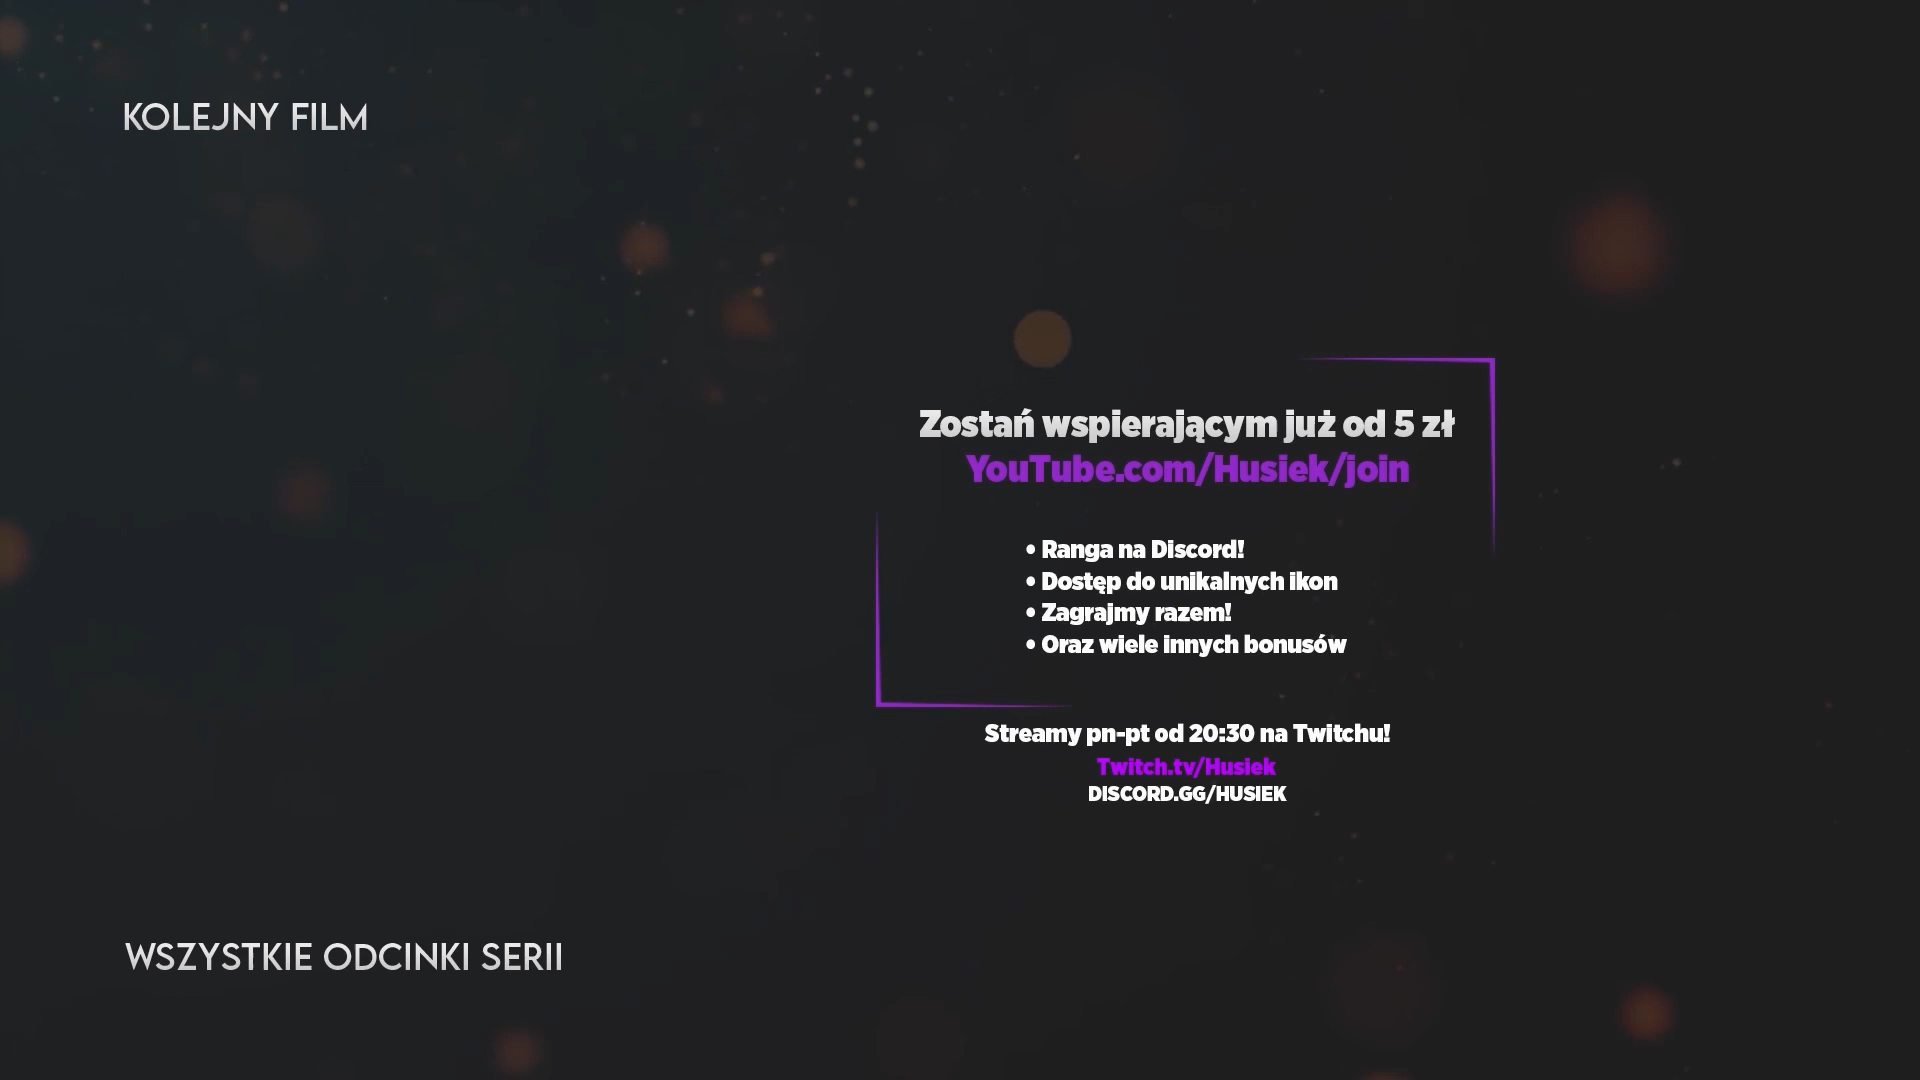 KOLEJNY FILM
Zostań wspierającym już od 5 zł
YouTube.com/Husiek/join
• Ranga na Discord!
• Dostęp do unikalnych ikon
• Zagrajmy razem!
• Oraz wiele innych bonusów
Streamy pn-pt od 20:30 na Twitchu!
Twitch.tv/Husiek
DISCORD.GG/HUSIEK
WSZYSTKIE ODCINKI SERII